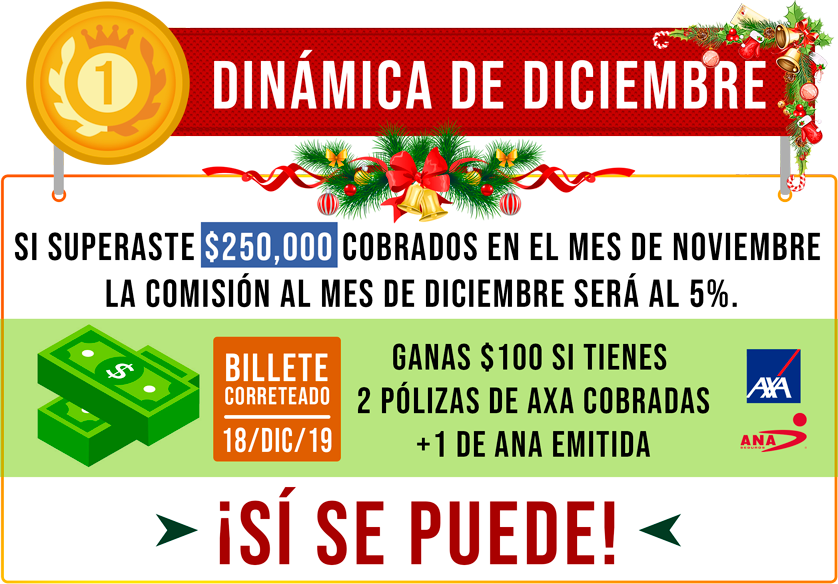 1
DINÁMICA DE DICIEMBRE
SI SUPERASTE $250,000 COBRADOS EN EL MES DE NOVIEMBRE
LA COMISIÓN AL MES DE DICIEMBRE SERÁ AL 5%.
$
BILLETE
CORRETEADO
18/DIC/19
GANAS $100 SI TIENES
2 PÓLIZAS DE AXA COBRADAS
+1 DE ANA EMITIDA
AXA
ANA
SEGUROS
¡SÍ SE PUEDE!